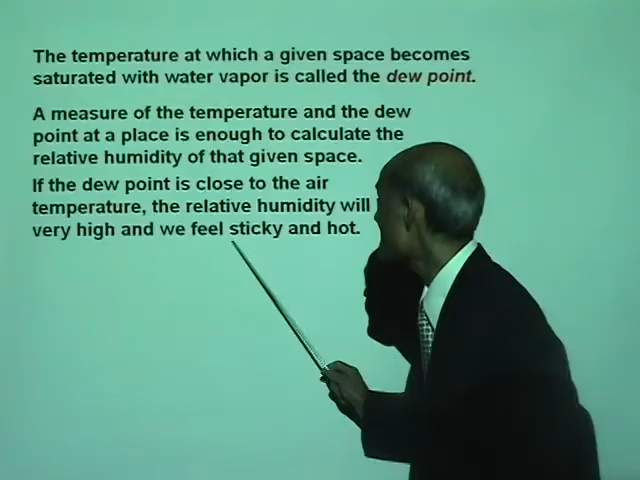 The temperature at which a given space becomes
saturated with water vapor is called the dew point.
A measure of the temperature and the dew
point at a place is enough to calculate the
relative humidity of that given space.
If the dew point is close to the air
temperature, the relative humidity will
very high and we feel sticky and hot.